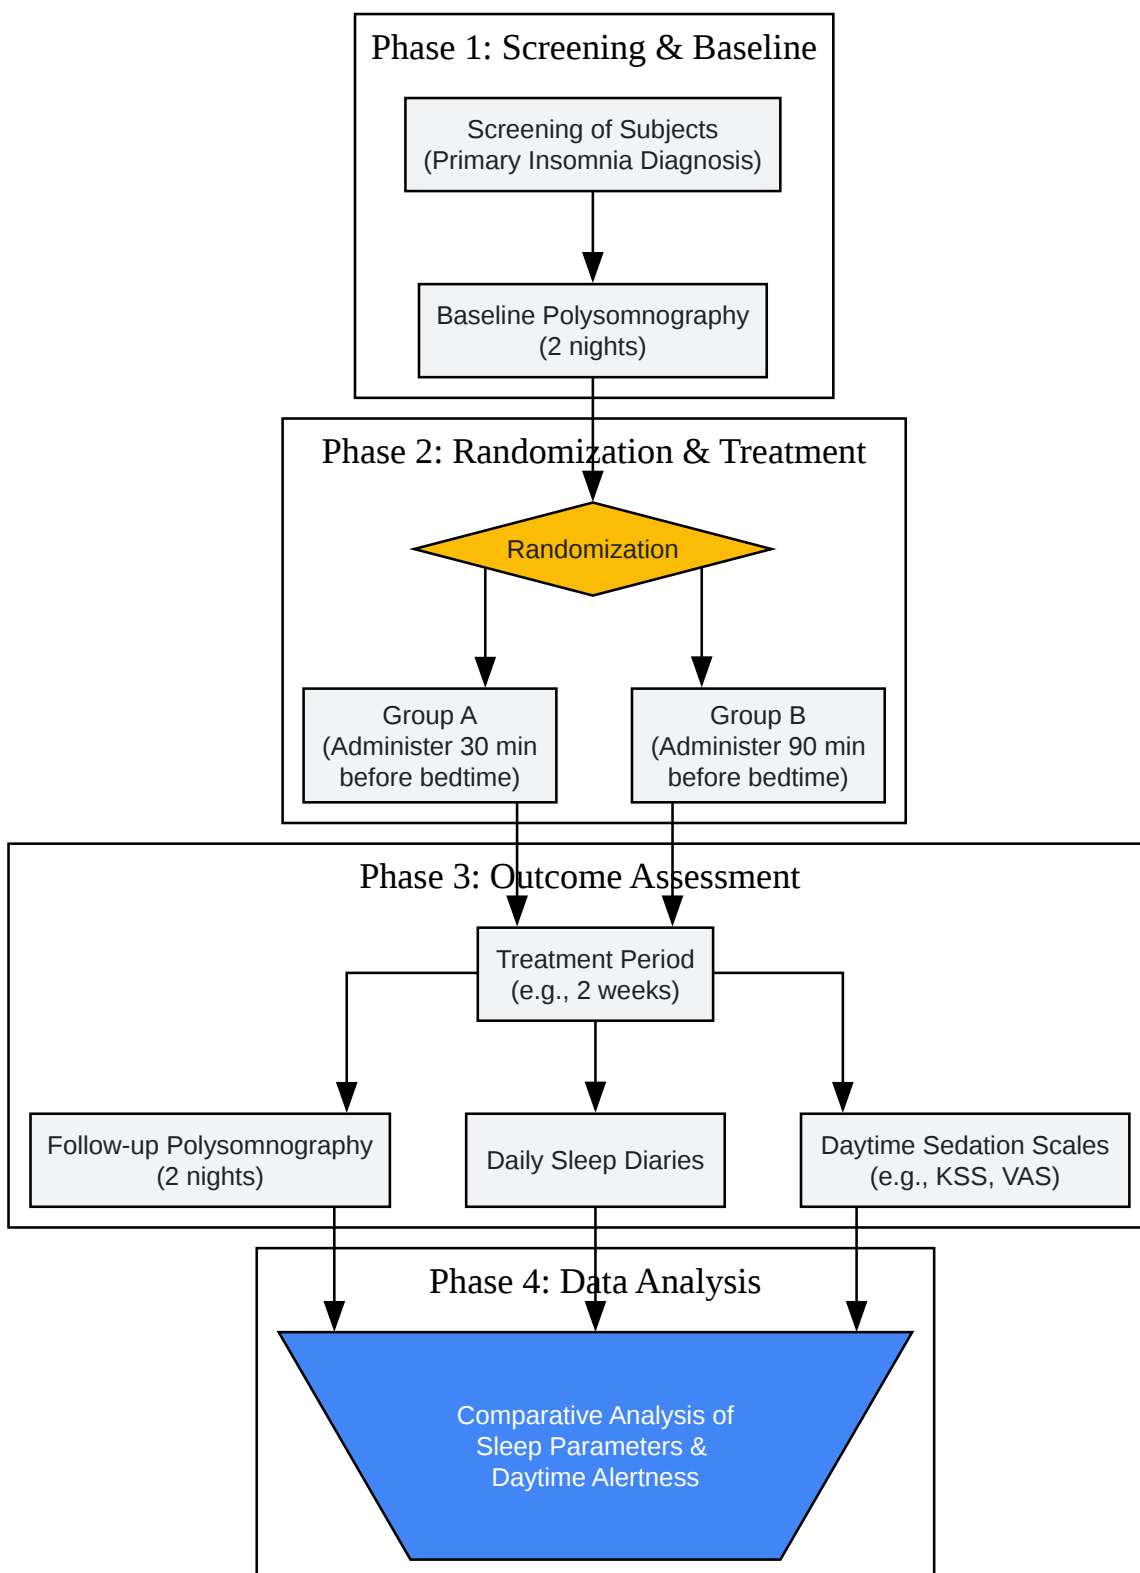 Phase 1: Screening & Baseline
Screening of Subjects
(Primary Insomnia Diagnosis)
Baseline Polysomnography
(2 nights)
Phase 2: Randomization & Treatment
Randomization
Group A
(Administer 30 min
before bedtime)
Group B
(Administer 90 min
before bedtime)
Phase 3: Outcome Assessment
Treatment Period
(e.g., 2 weeks)
Follow-up Polysomnography
(2 nights)
Daily Sleep Diaries
Daytime Sedation Scales
(e.g., KSS, VAS)
Phase 4: Data Analysis
Comparative Analysis of
Sleep Parameters &
Daytime Alertness